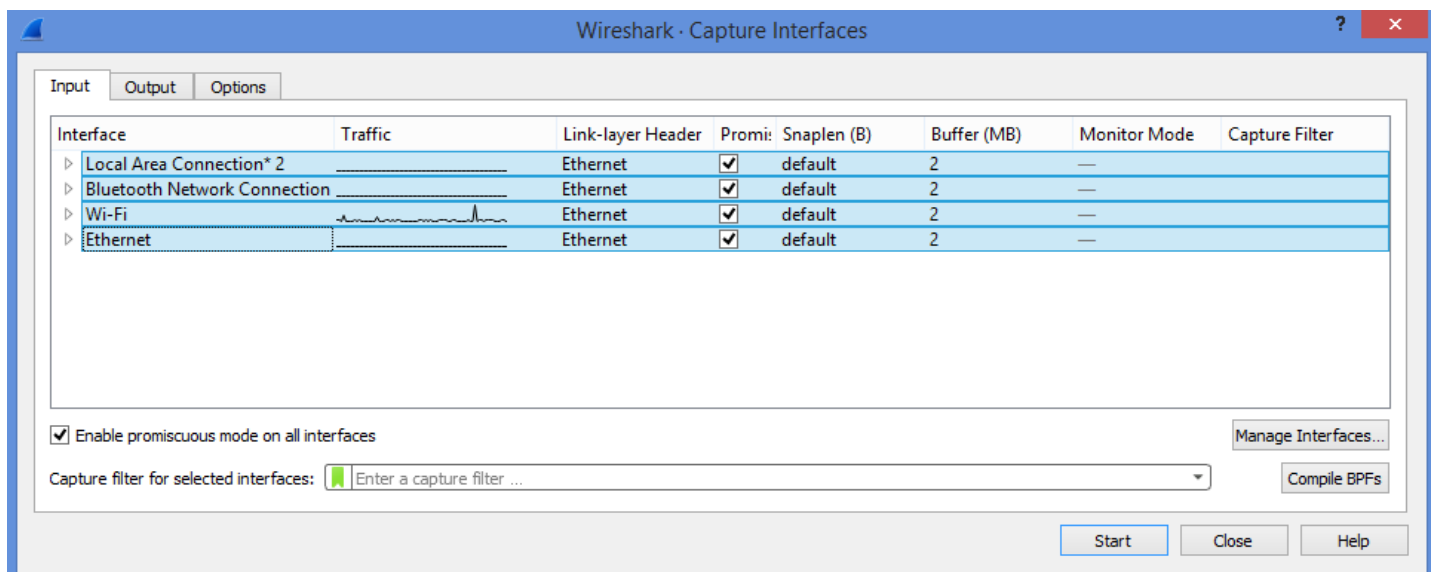 Wireshark · Capture Interfaces ? ×
Input Output Options
Interface Traffic Link-layer Header Promis Snaplen (B) Buffer (MB) Monitor Mode Capture Filter
Local Area Connection* 2 Ethernet default 2 —
Bluetooth Network Connection Ethernet default 2 —
Wi-Fi Ethernet default 2 —
Ethernet Ethernet default 2 —
Enable promiscuous mode on all interfaces Manage Interfaces...
Capture filter for selected interfaces: Enter a capture filter ... Compile BPFs
Start Close Help